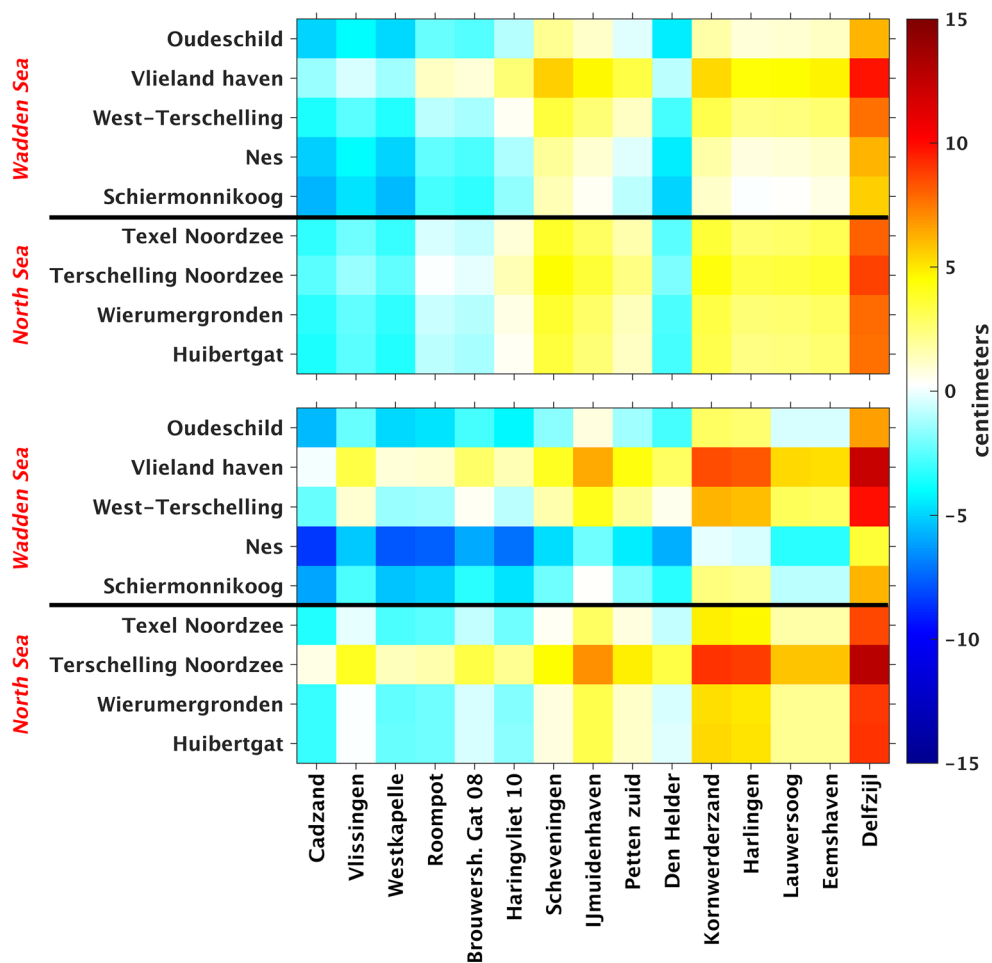 Wadden Sea
Oudeschild
Vlieland haven
West-Terschelling
Nes
Schiermonnikoog
North Sea
Texel Noordzee
Terschelling Noordzee
Wierumergronden
Huibertgat
Wadden Sea
Oudeschild
Vlieland haven
West-Terschelling
Nes
Schiermonnikoog
North Sea
Texel Noordzee
Terschelling Noordzee
Wierumergronden
Huibertgat
Cadzand
Vlissingen
Westkapelle
Roompot
Brouwersh. Gat 08
Haringvliet 10
Scheveningen
IJmuidenhaven
Petten zuid
Den Helder
Kornwerderzand
Harlingen
Lauwersoog
Eemshaven
Delfzijl
15
10
5
0
-5
-10
-15
centimeters